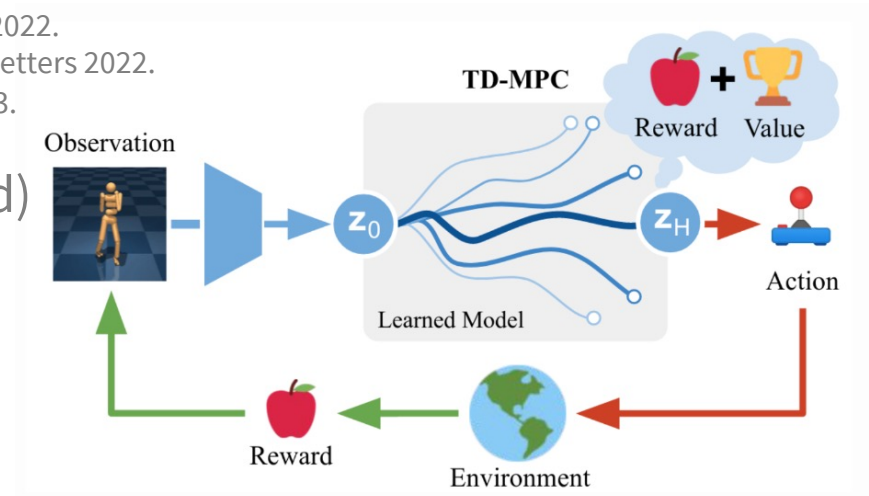 2022.
etters 2022.
3.
d)
TD-MPC
Observation
Reward + Value
z0
zH
Learned Model
Action
Reward
Environment